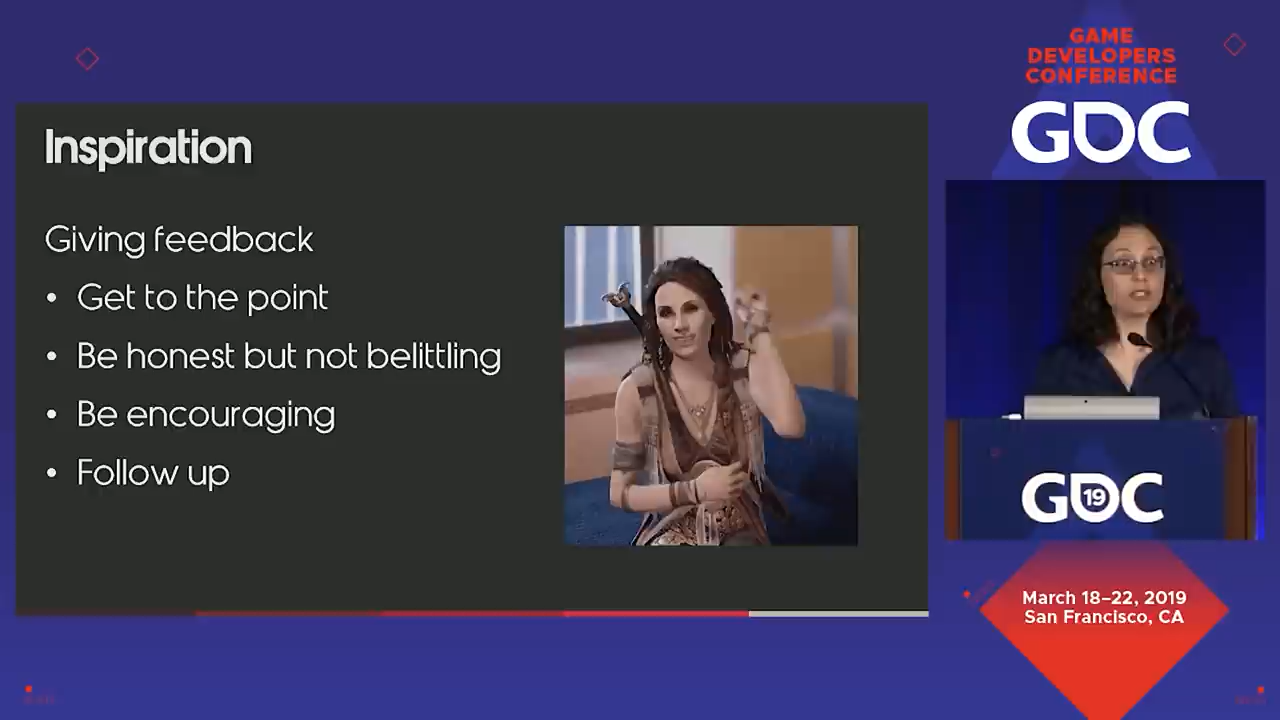 Inspiration
Giving feedback
• Get to the point
• Be honest but not belittling
• Be encouraging
• Follow up
GAME
DEVELOPERS
CONFERENCE
GDC
GDC
19
March 18–22, 2019
San Francisco, CA